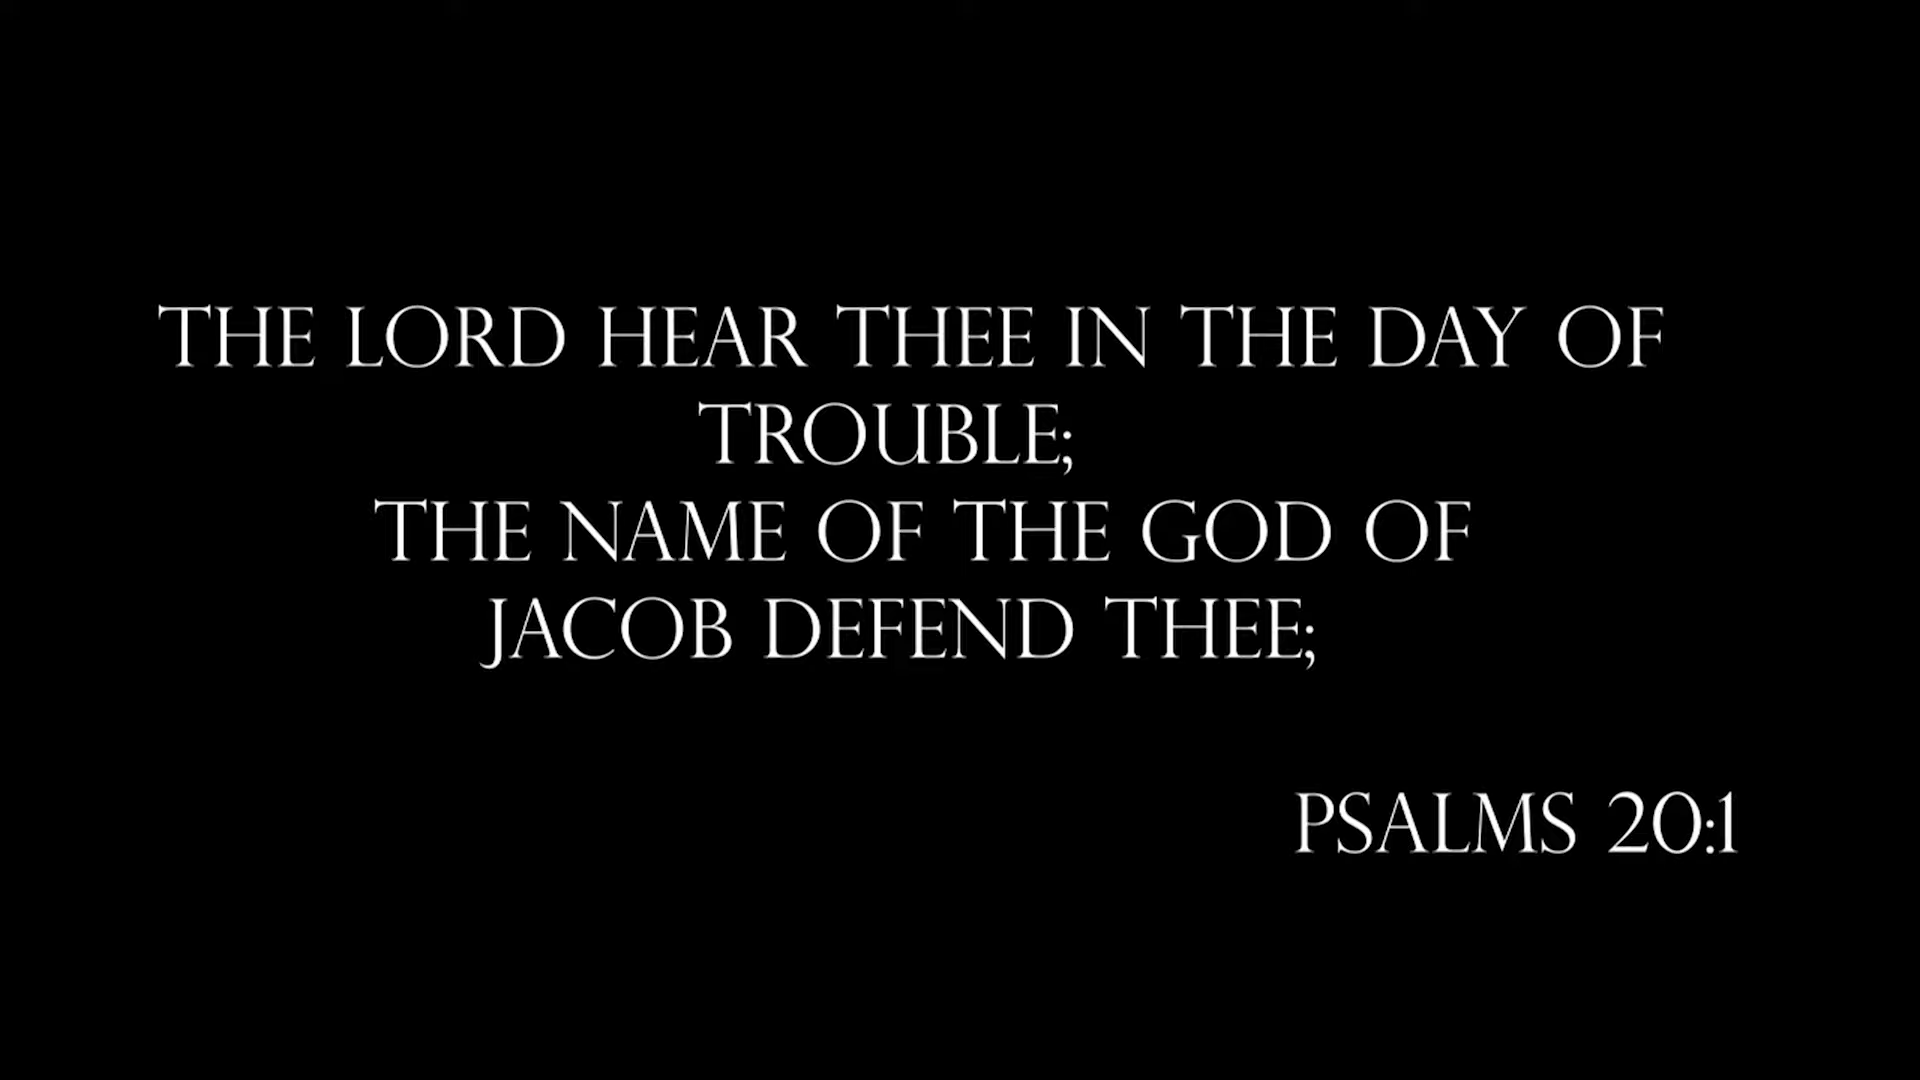 THE LORD HEAR THEE IN THE DAY OF
TROUBLE;
THE NAME OF THE GOD OF
JACOB DEFEND THEE;
PSALMS 20:1